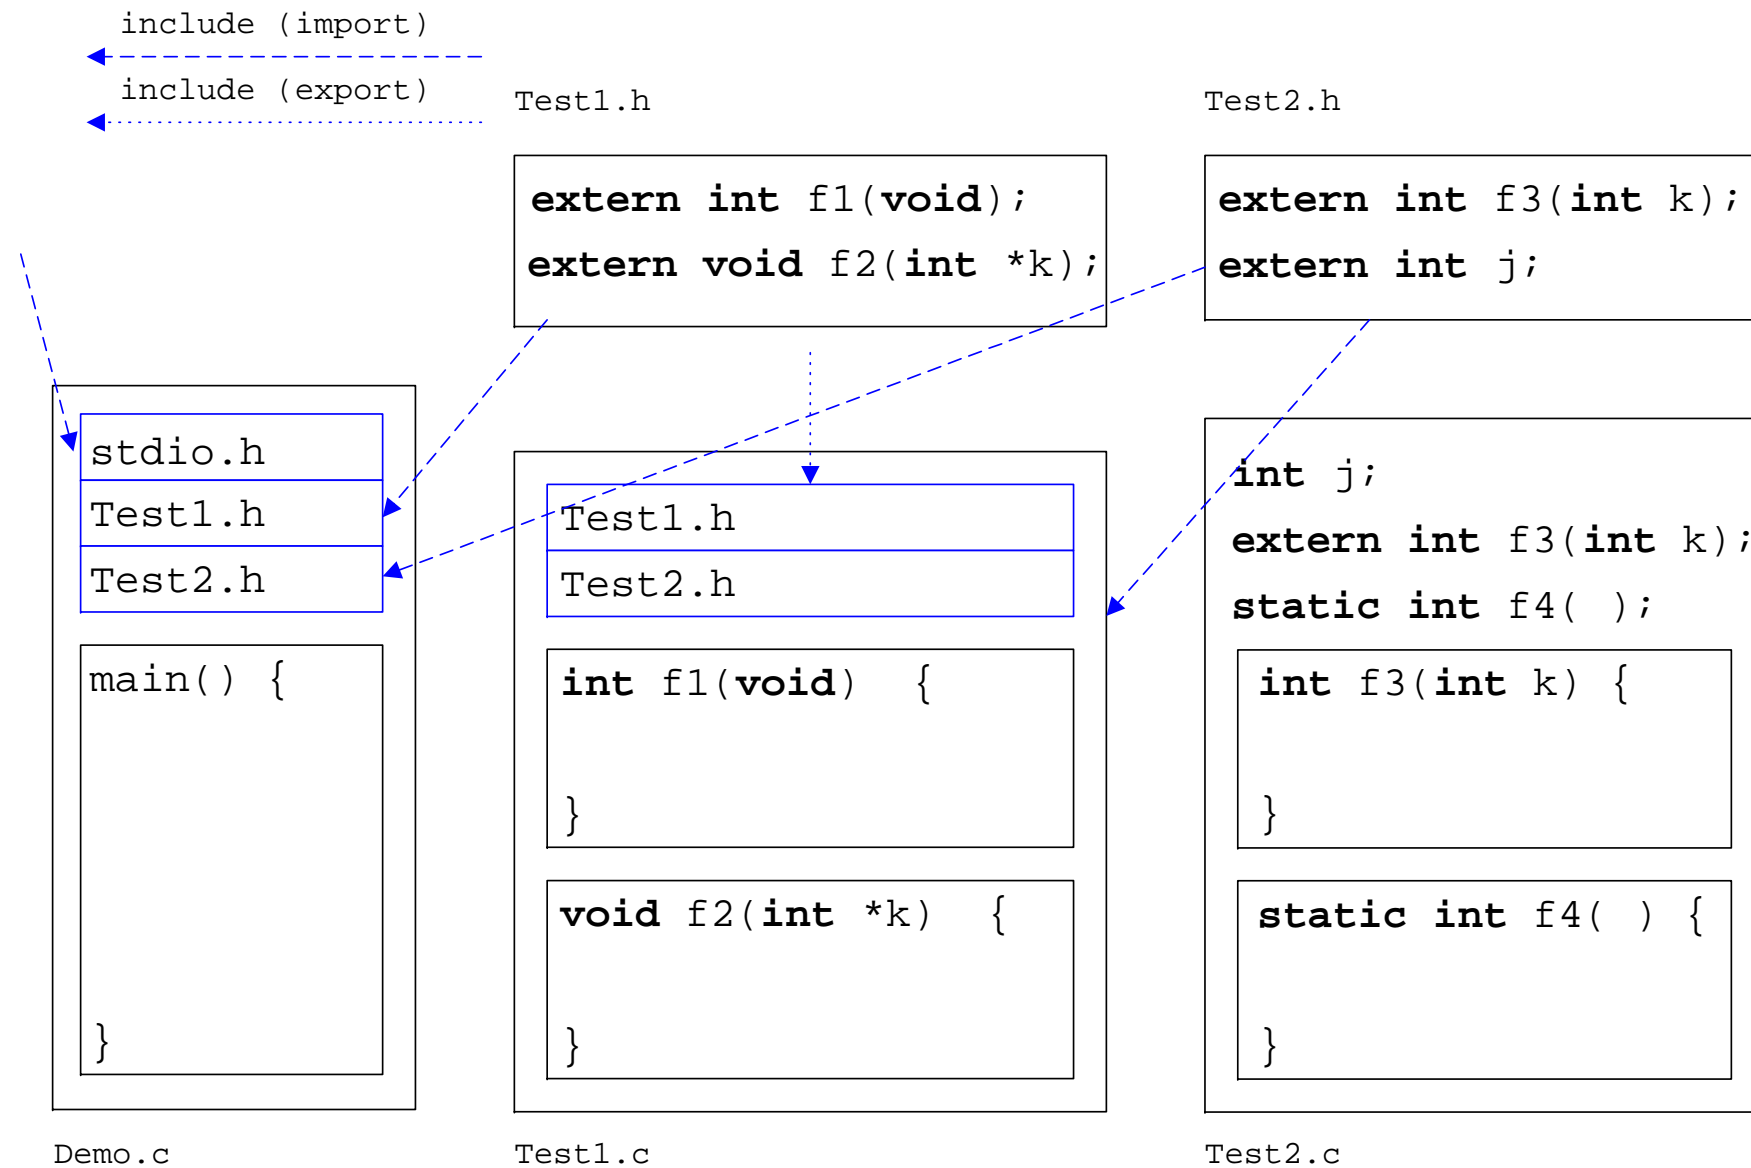 include (import)
include (export)
Test1.h
Test2.h
extern int f1(void);
extern void f2(int *k);
extern int f3(int k);
extern int j;
stdio.h
Test1.h
Test2.h
main() {
}
Demo.c
Test1.h
Test2.h
int f1(void) {
}
void f2(int *k) {
}
Test1.c
int j;
extern int f3(int k);
static int f4( );
int f3(int k) {
}
static int f4( ) {
}
Test2.c